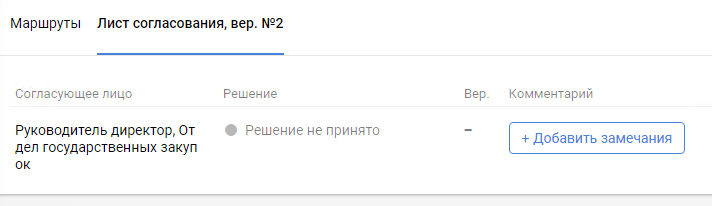 Маршруты Лист согласования, вер. №2
Согласующее лицо Решение Вер. Комментарий
Руководитель директор, От
дел государственных закуп
ок
Решение не принято – + Добавить замечания